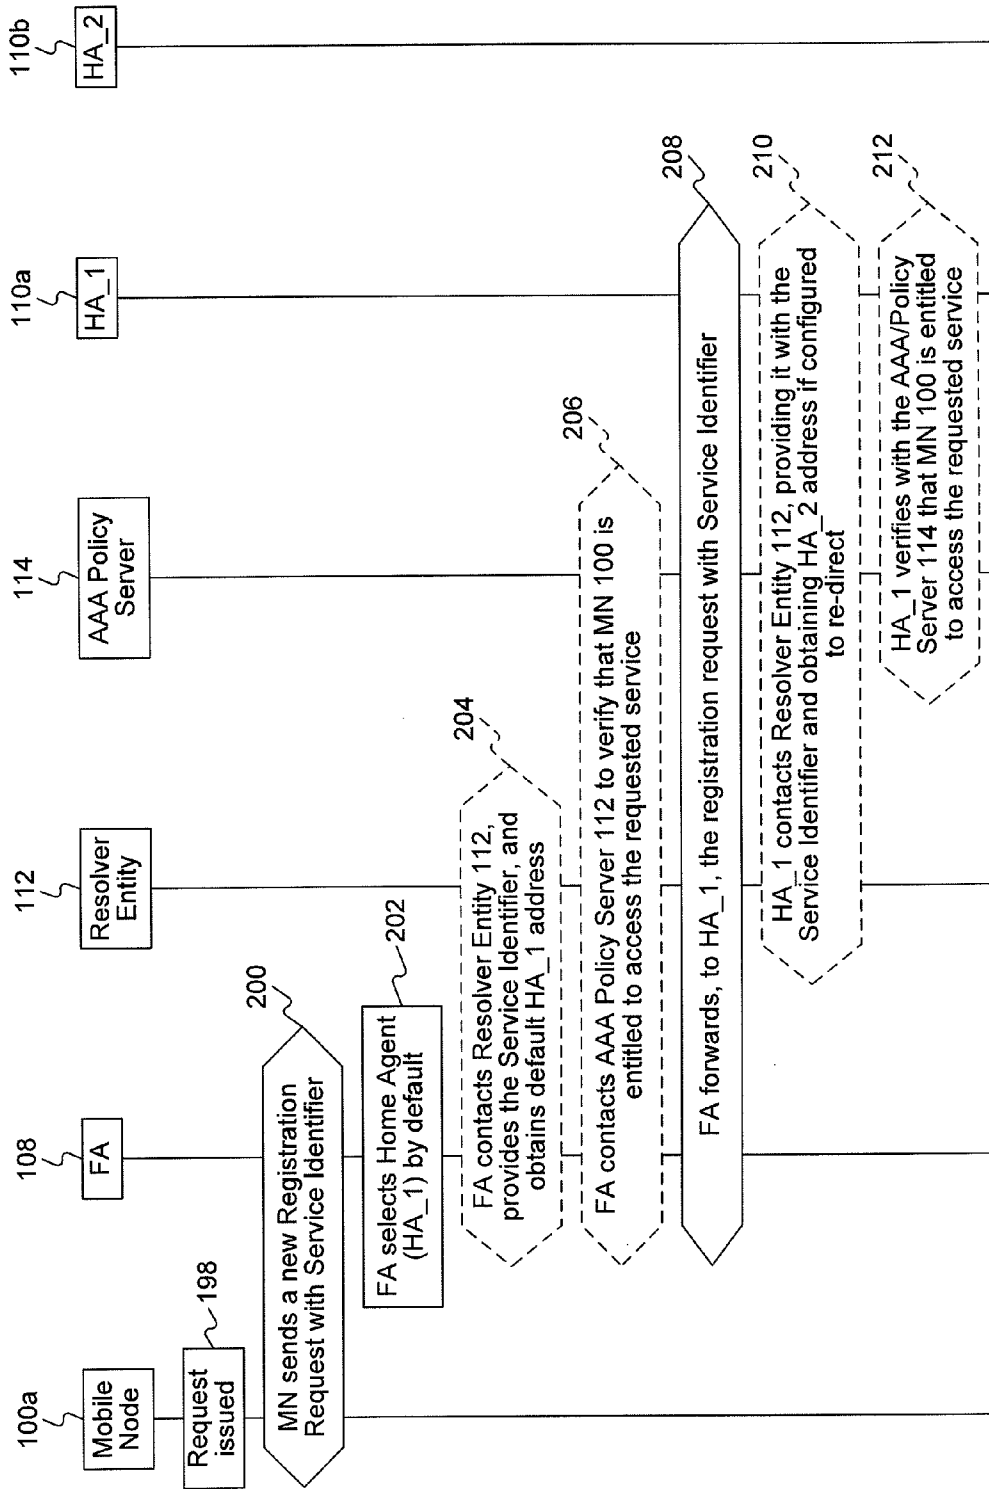 100a
108
112
114
110a
110b
Mobile
Node
FA
Resolver
Entity
AAA Policy
Server
HA_1
HA_2
Request
issued
198
MN sends a new Registration
Request with Service Identifier
200
FA selects Home Agent
(HA_1) by default
202
FA contacts Resolver Entity 112,
provides the Service Identifier, and
obtains default HA_1 address
204
FA contacts AAA Policy Server 112 to verify that MN 100 is
entitled to access the requested service
206
FA forwards, to HA_1, the registration request with Service Identifier
208
HA_1 contacts Resolver Entity 112, providing it with the
Service Identifier and obtaining HA_2 address if configured
to re-direct
210
HA_1 verifies with the AAA/Policy
Server 114 that MN 100 is entitled
to access the requested service
212